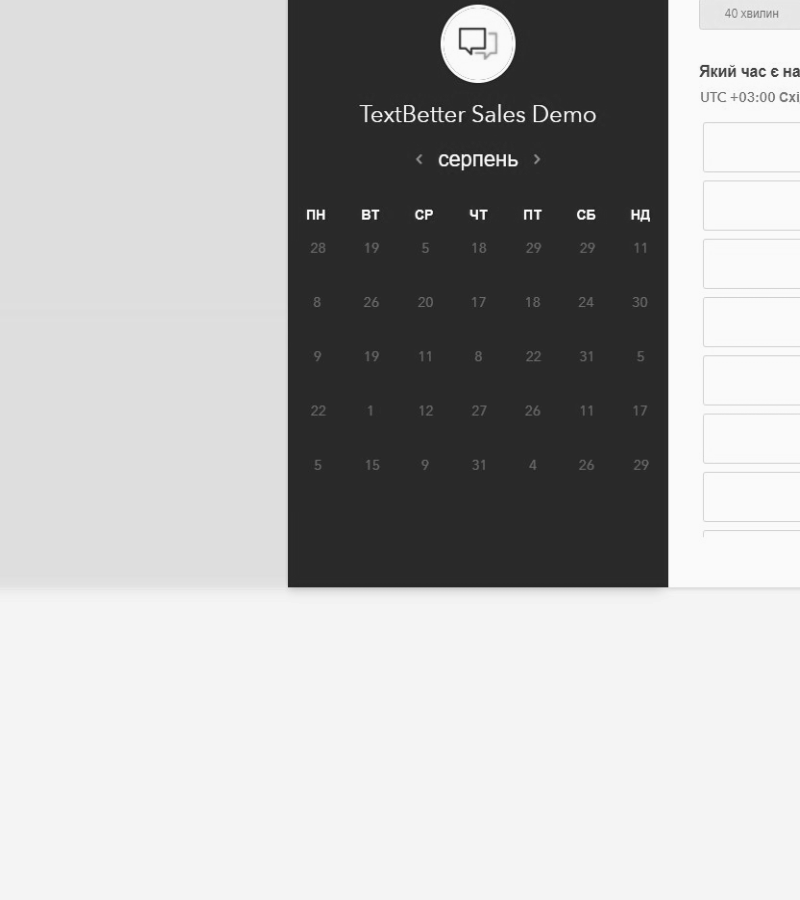 40 хвилин
TextBetter Sales Demo
серпень
ПН ВТ СР ЧТ ПТ СБ НД
28 19 5 18 29 29 11
8 26 20 17 18 24 30
9 19 11 8 22 31 5
22 1 12 27 26 11 17
5 15 9 31 4 26 29
Який час є на
UTC +03:00 Схі